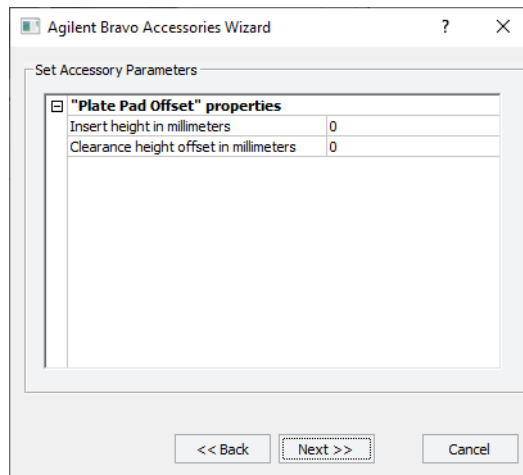 Agilent Bravo Accessories Wizard ? ×
Set Accessory Parameters
"Plate Pad Offset" properties
Insert height in millimeters 0
Clearance height offset in millimeters 0
<< Back Next >> Cancel